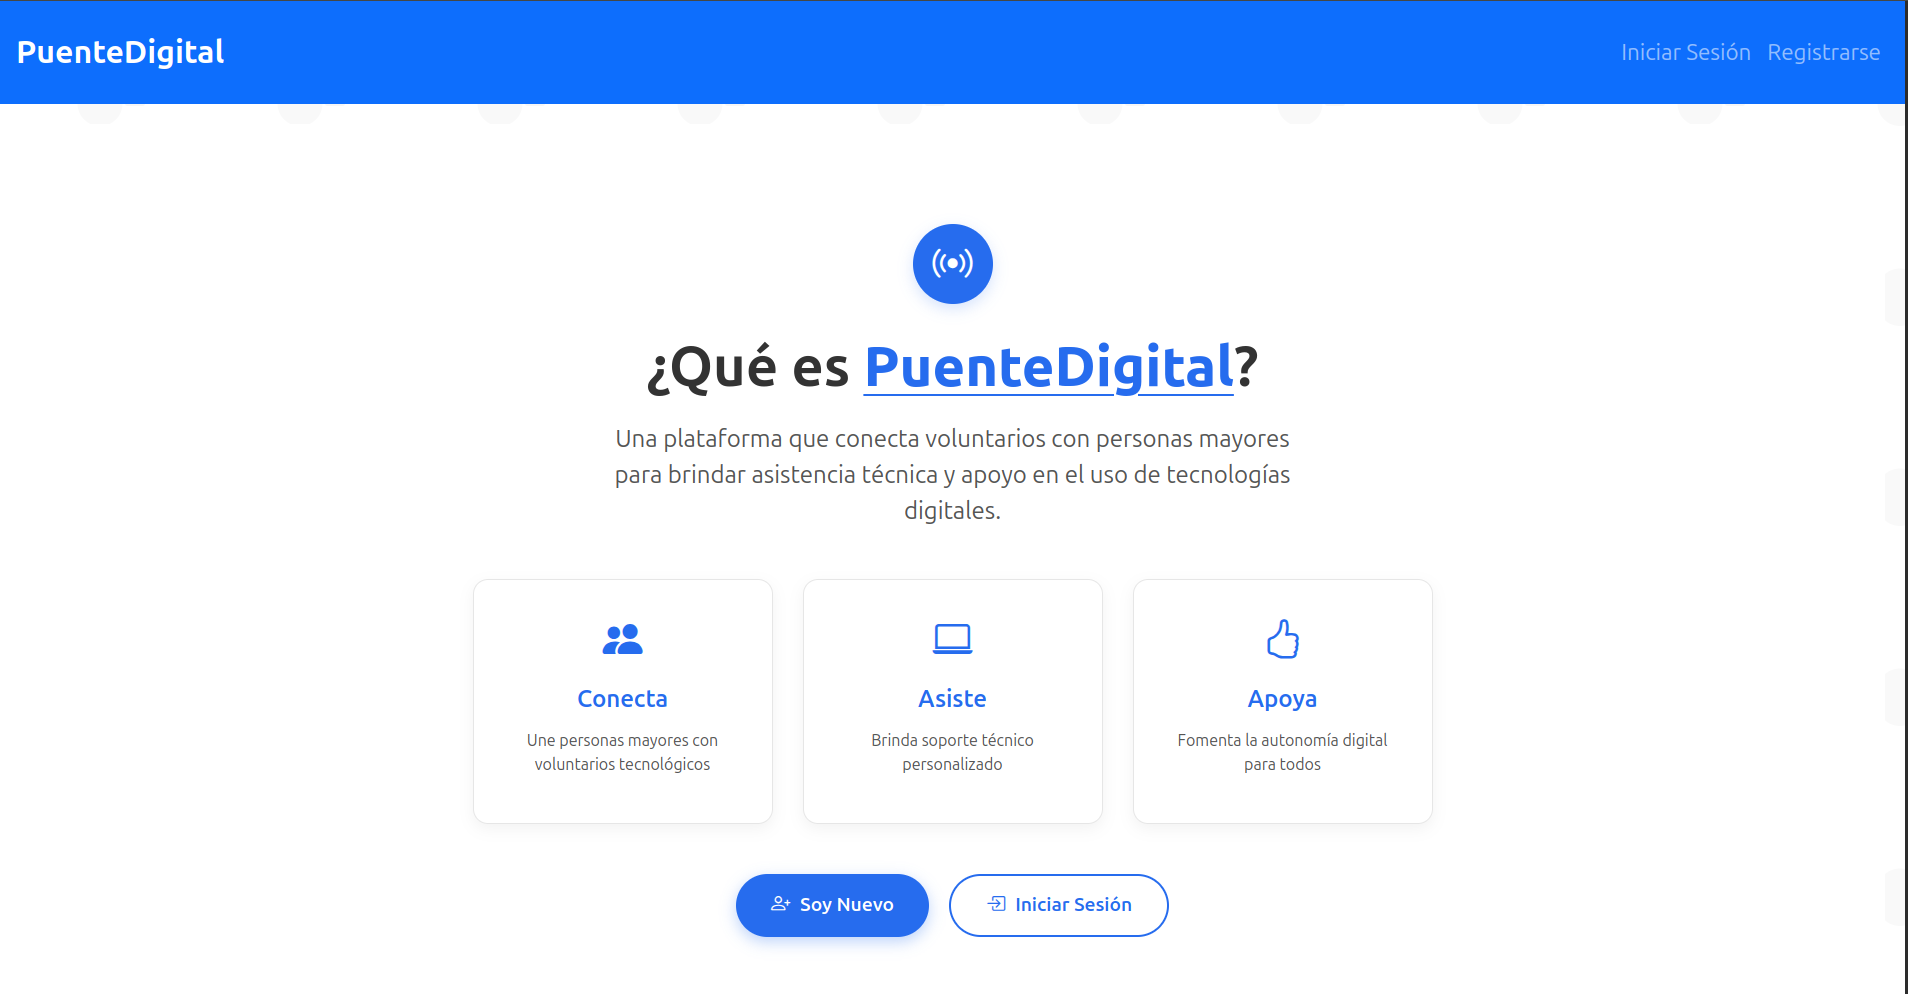 PuenteDigital
Iniciar Sesión Registrarse
¿Qué es PuenteDigital?
Una plataforma que conecta voluntarios con personas mayores
para brindar asistencia técnica y apoyo en el uso de tecnologías
digitales.
Conecta
Une personas mayores con
voluntarios tecnológicos
Asiste
Brinda soporte técnico
personalizado
Apoya
Fomenta la autonomía digital
para todos
Soy Nuevo
Iniciar Sesión